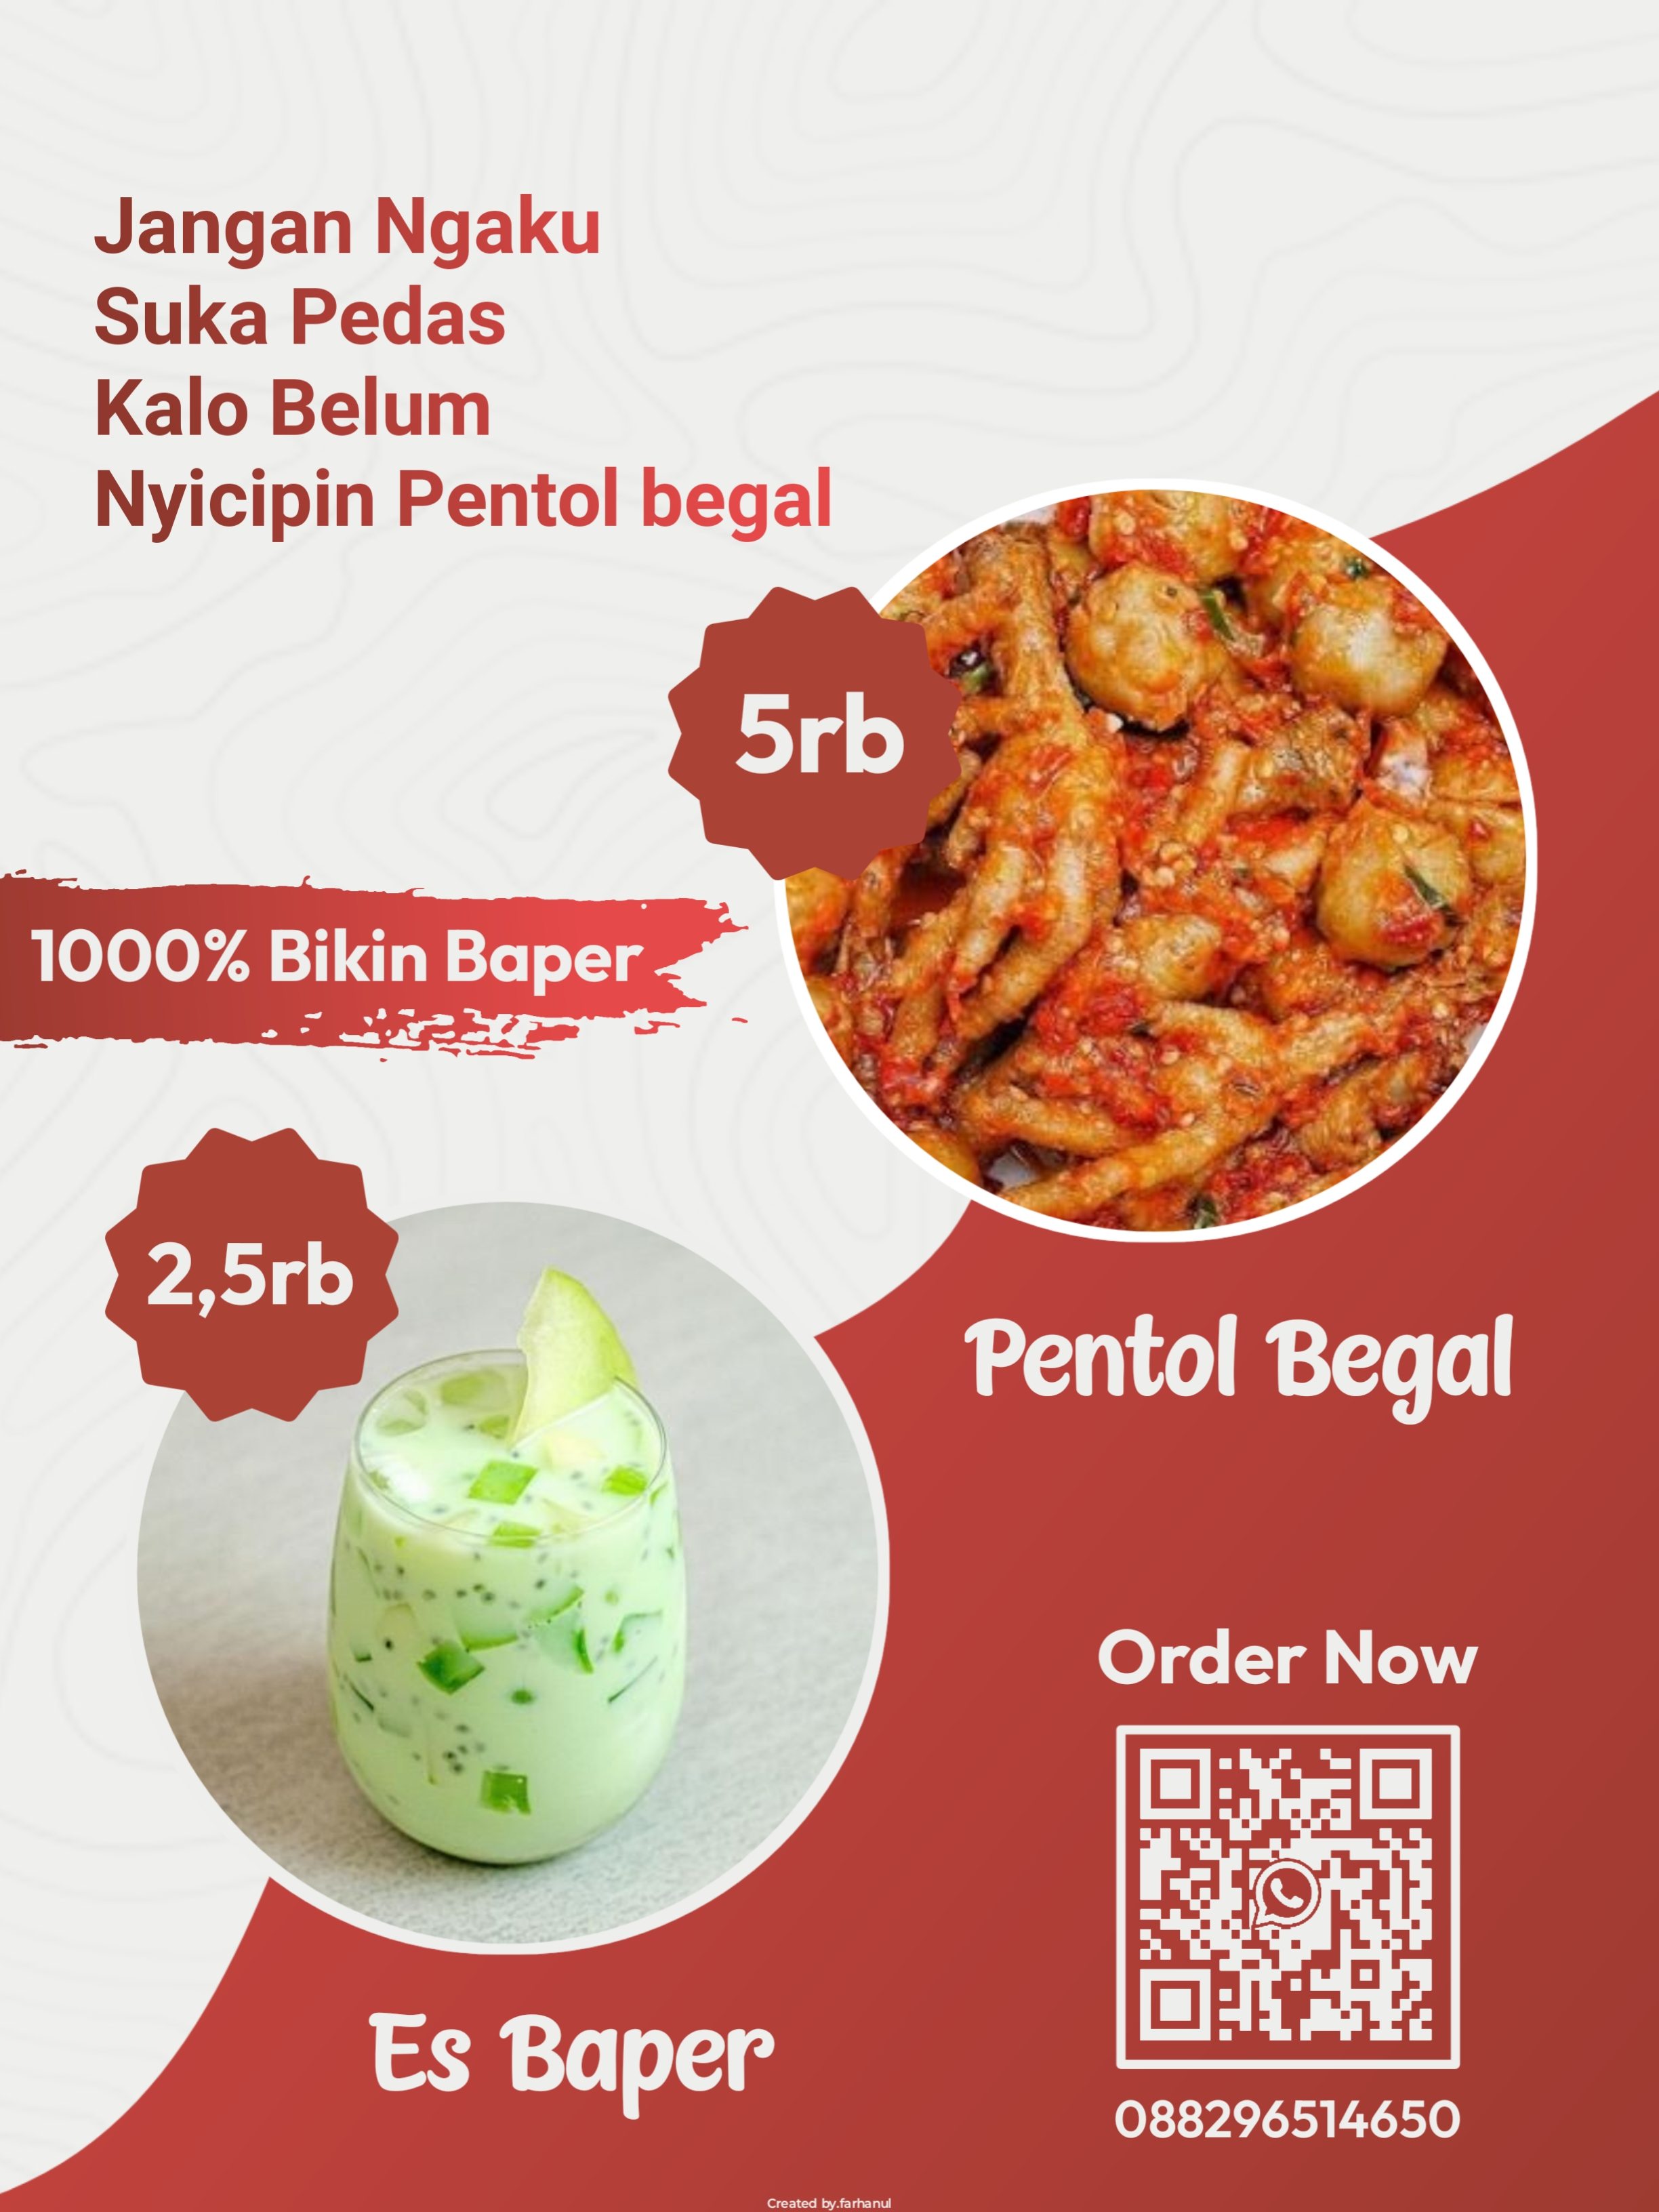 Jangan Ngaku
Suka Pedas
Kalo Belum
Nyicipin Pentol begal
5rb
1000% Bikin Baper
2,5rb
Pentol Begal
Order Now
Es Baper
088296514650
Created by.farhanul